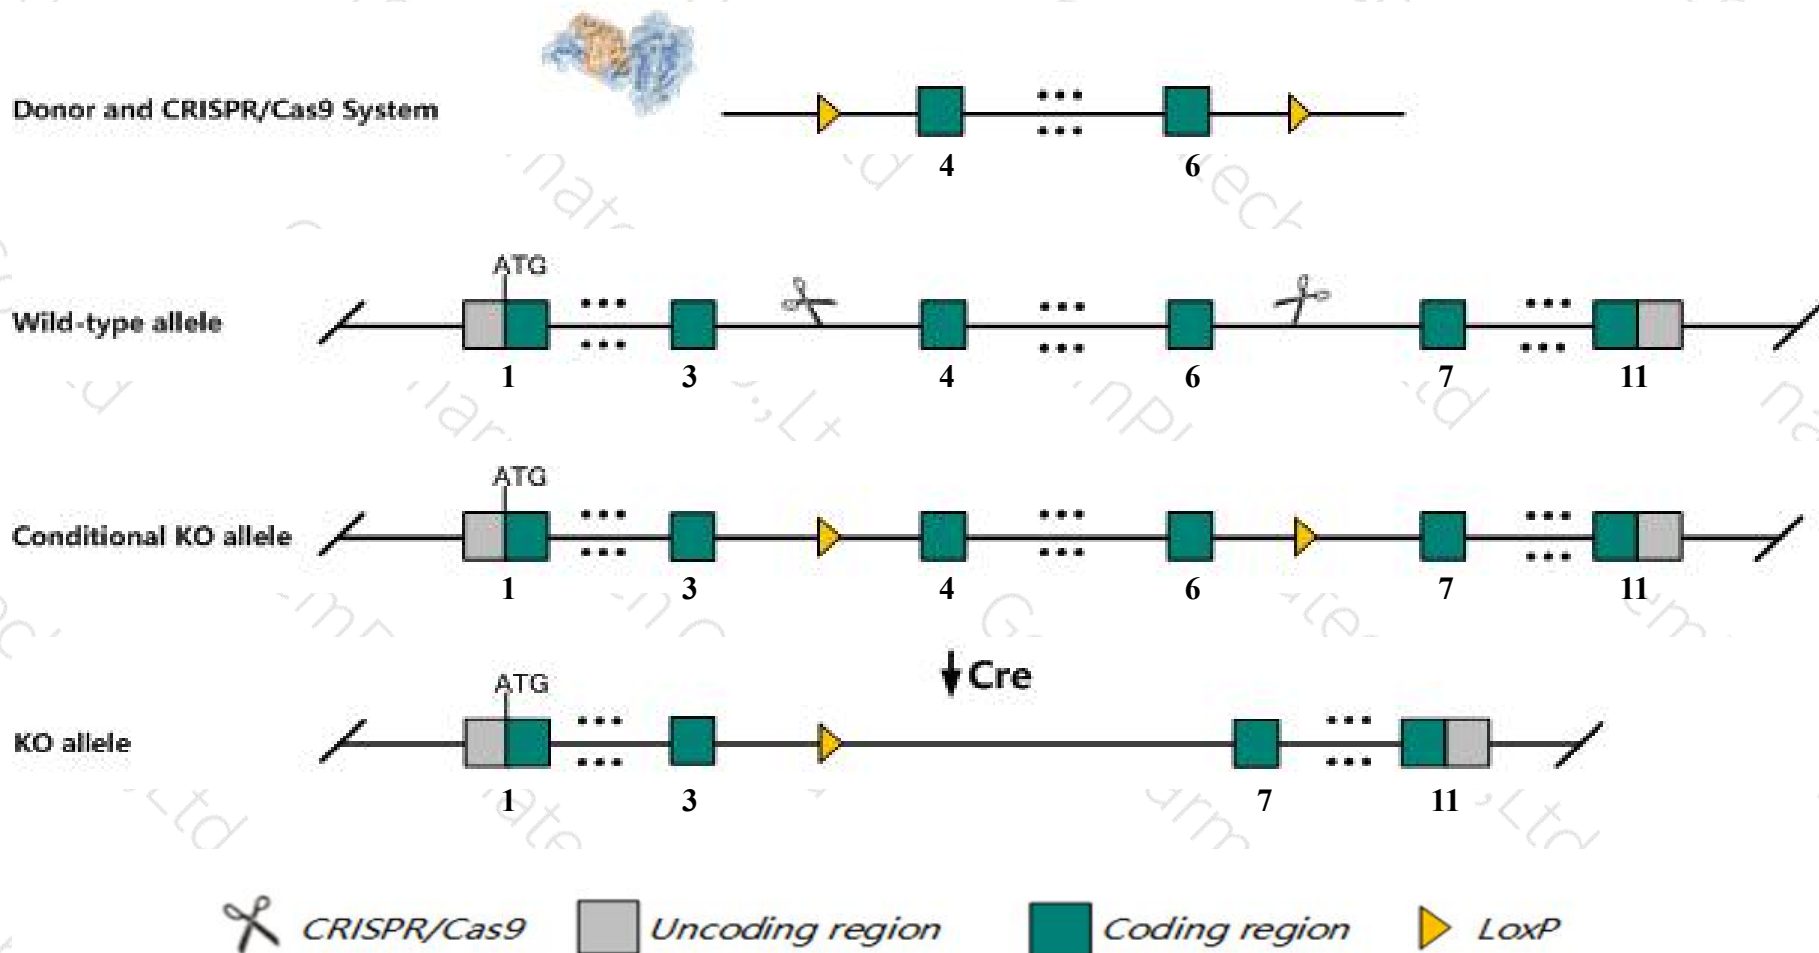 Donor and CRISPR/Cas9 System
4 6
ATG
Wild-type allele
1 3 4 6 7 11
ATG
Conditional KO allele
1 3 4 6 7 11
Cre
ATG
KO allele
1 3 7 11
CRISPR/Cas9 Uncoding region Coding region LoxP